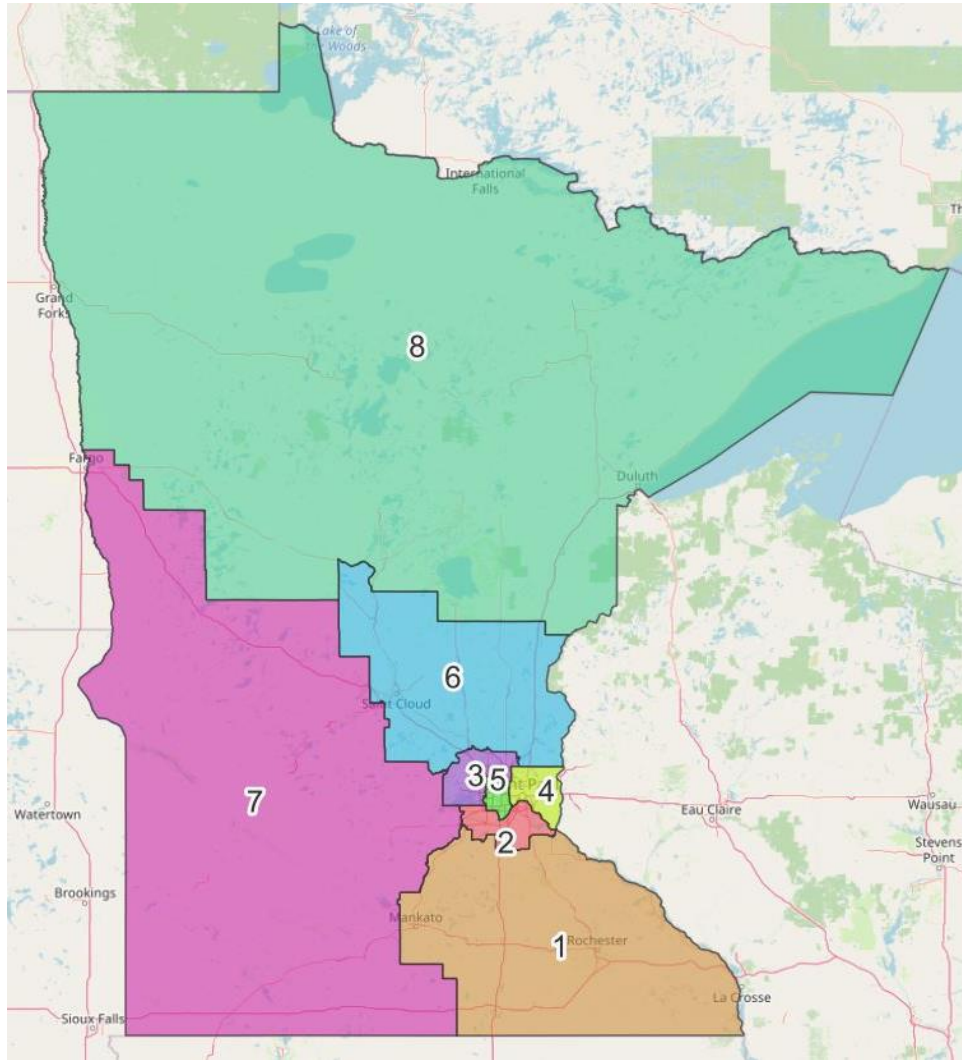 Lake of
the Woods
International
Falls
Th
Grand
Forks
8
Fargo
Duluth
6
Saint Cloud
3
5
4
7
2
Watertown
Eau Claire
Wausau
Stevens
Point
Brookings
Mankato
1
Rochester
La Crosse
Sioux Falls